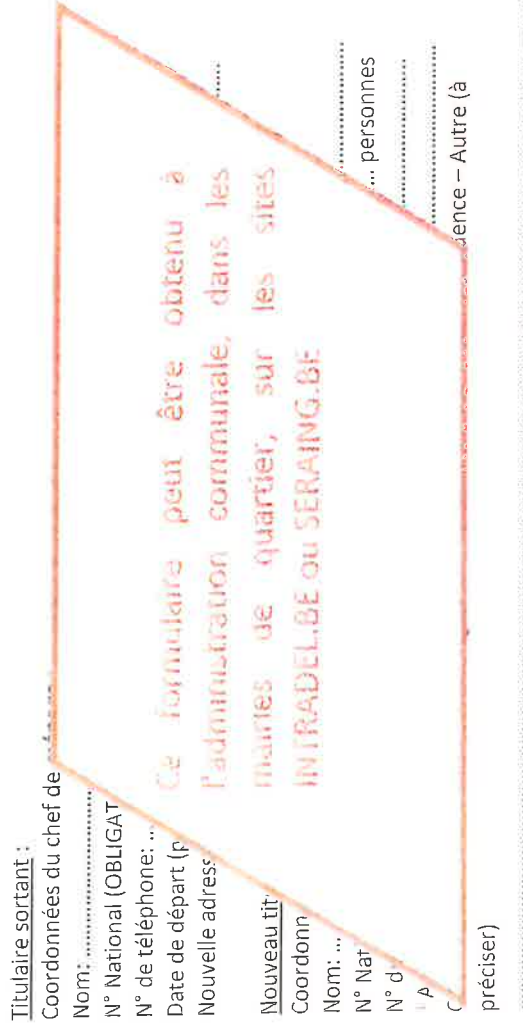 Titulaire sortant :
Coordonnées du chef de
Nom: ....................
N° National (OBLIGAT
N° de téléphone: ...
Date de départ (p
Nouvelle adress
Nouveau tit
Coordonn
Nom: ...
N° Nat
... personnes
N° d
A
dence – Autre (à
préciser)
Ce formulaire peut être obtenu à
l'administration communale, dans les
mairies de quartier, sur les sites
INTRADEL.BE ou SERAING.BE